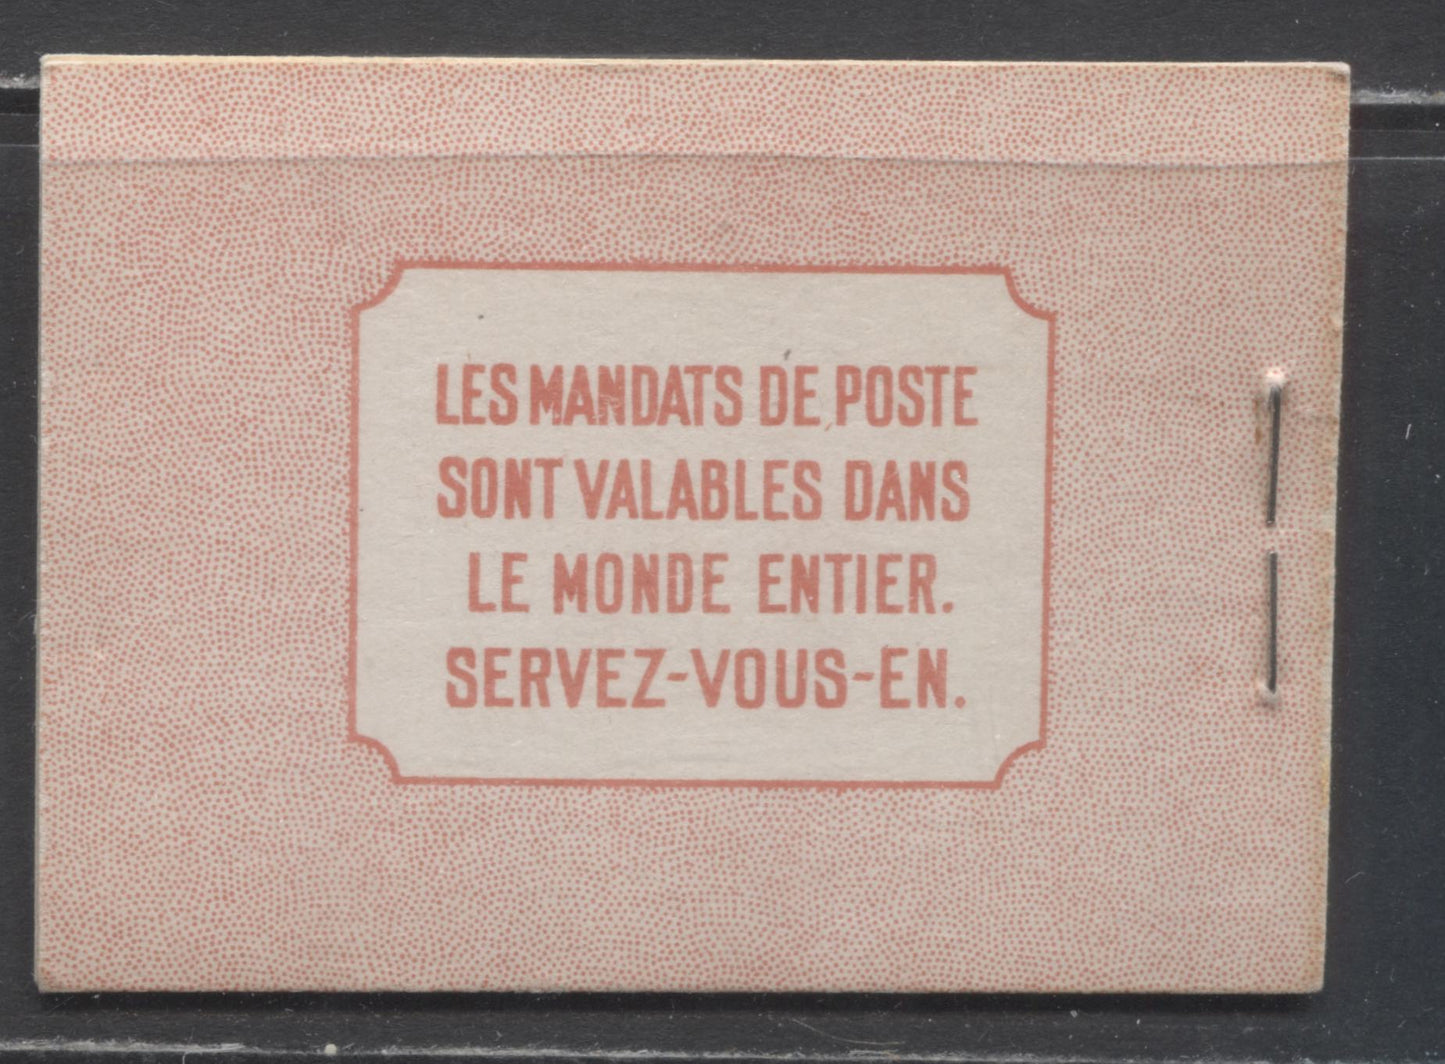 LES MANDATS DE POSTE
SONT VALABLES DANS
LE MONDE ENTIER.
SERVEZ-VOUS-EN.